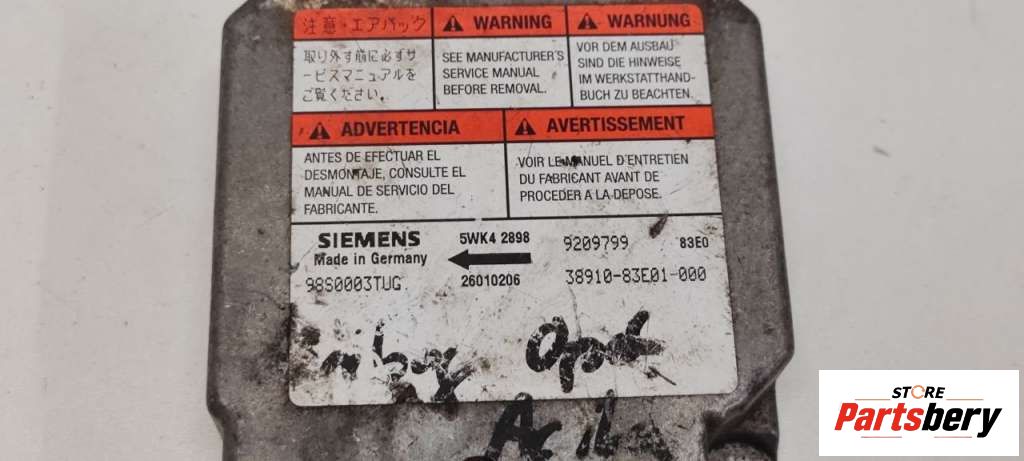 注意・エアバック
取り外す前に必ずサ
ービスマニュアルを
ご覧ください.
WARNING
SEE MANUFACTURER'S
SERVICE MANUAL
BEFORE REMOVAL.
WARNUNG
VOR DEM AUSBAU
SIND DIE HINWEISE
IM WERKSTATTHAND-
BUCH ZU BEACHTEN.
ADVERTENCIA
ANTES DE EFECTUAR EL
DESMONTAJE, CONSULTE EL
MANUAL DE SERVICIO DEL
FABRICANTE.
AVERTISSEMENT
VOIR LE MANUEL D'ENTRETIEN
DU FABRICANT AVANT DE
PROCEDER A LA DEPOSE.
SIEMENS 5WK4 2898 9209799 83E0
Made in Germany
98S0003TUG 26010206 38910-83E01-000
Opel
STORE
Partsbery